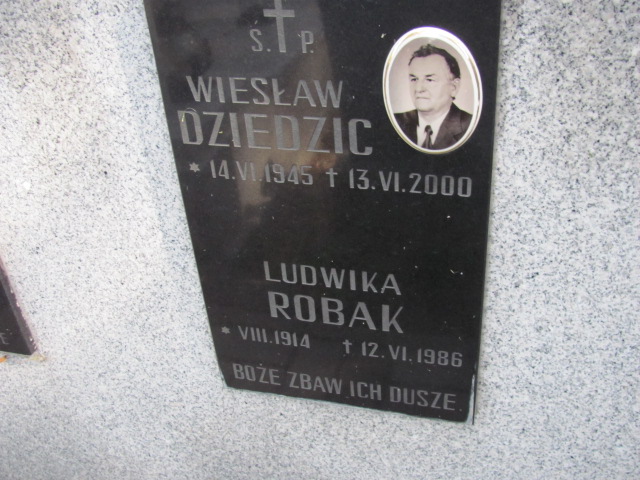 Ś. P.
WIESŁAW
DZIEDZIC
* 14.VI.1945 † 13.VI.2000
LUDWIKA
ROBAK
* VIII.1914 † 12.VI.1986
BOŻE ZBAW ICH DUSZE.